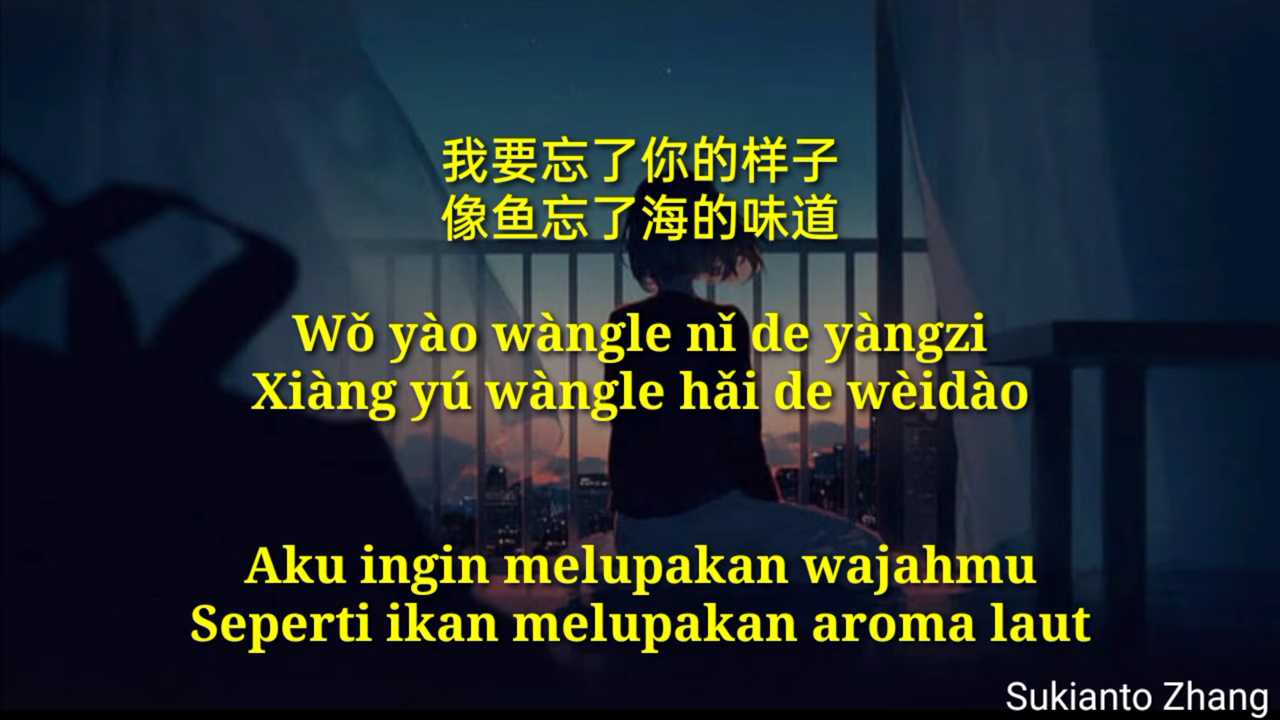 我要忘了你的样子
像鱼忘了海的味道
Wǒ yào wàngle nǐ de yàngzi
Xiàng yú wàngle hǎi de wèidào
Aku ingin melupakan wajahmu
Seperti ikan melupakan aroma laut
Sukianto Zhang